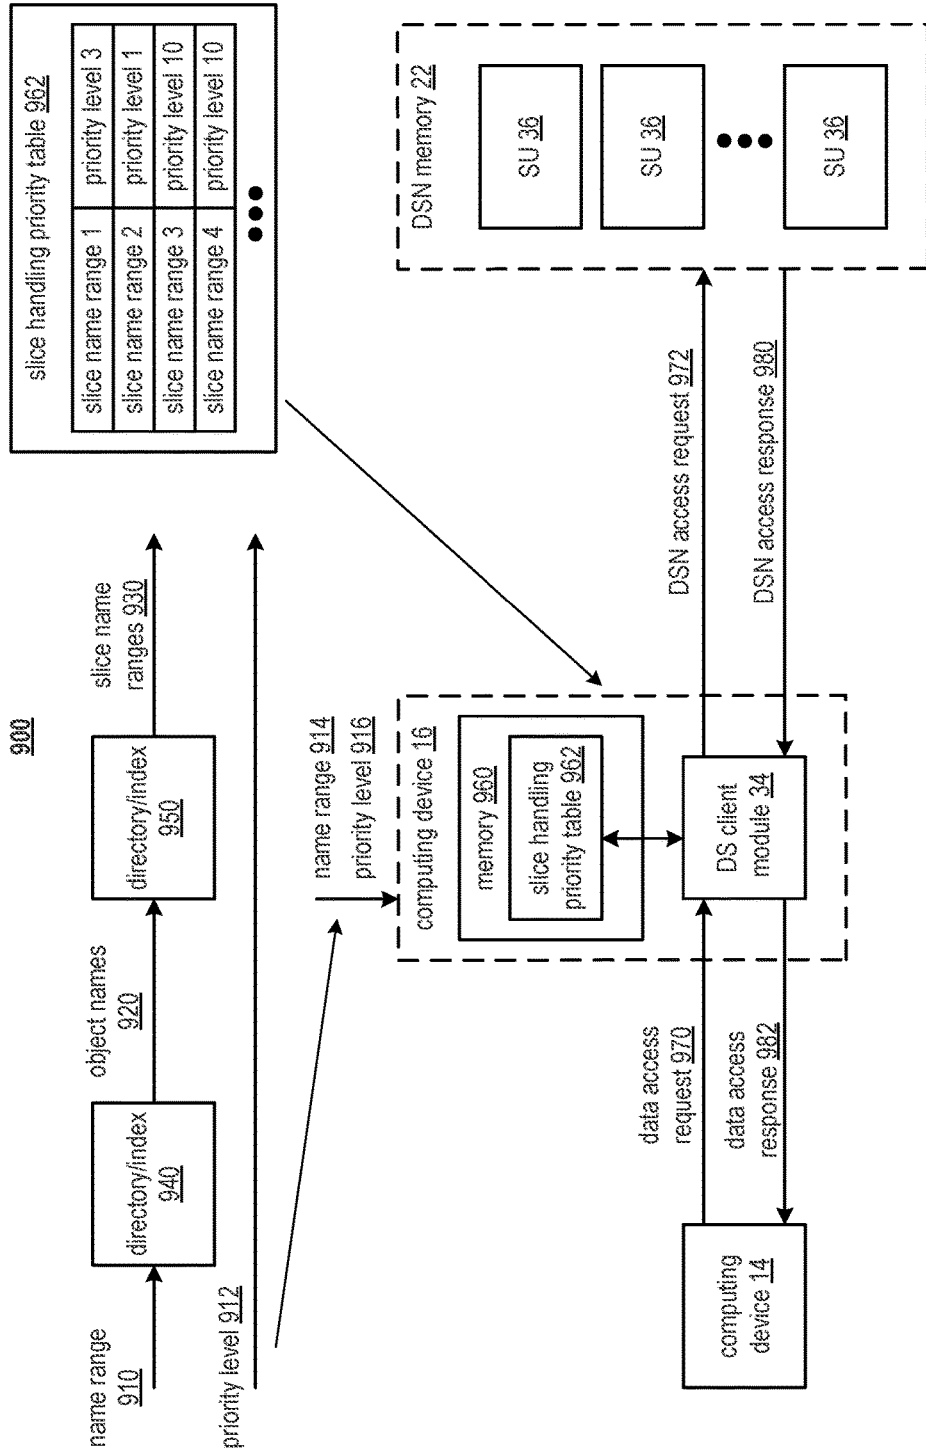 900
name range
910
directory/index
940
object names
920
directory/index
950
slice name
ranges 930
priority level 912
slice handling priority table 962
slice name range 1
priority level 3
slice name range 2
priority level 1
slice name range 3
priority level 10
slice name range 4
priority level 10
name range 914
priority level 916
computing device 16
memory 960
slice handling
priority table 962
DS client
module 34
computing
device 14
data access
request 970
data access
response 982
DSN access request 972
DSN access response 980
DSN memory 22
SU 36
SU 36
SU 36